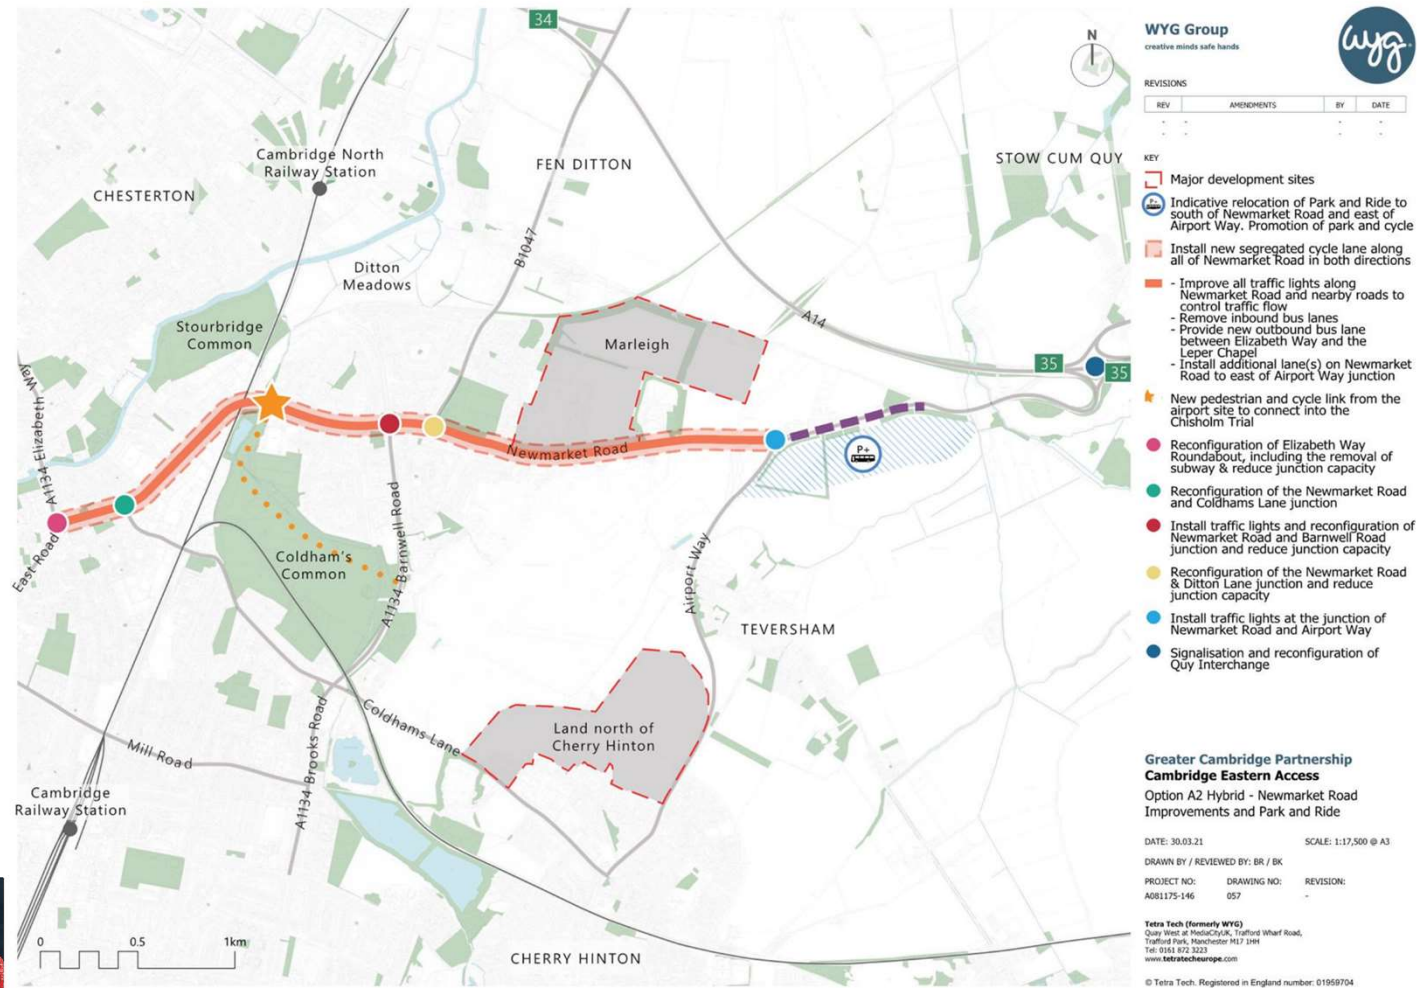 34
N
Cambridge North
Railway Station
CHESTERTON
FEN DITTON
STOW CUM QUY
B1047
Ditton
Meadows
A14
Stourbridge
Common
Marleigh
35
35
A1134 Elizabeth Way
Newmarket Road
P+
East Road
Coldham's
Common
A1134 Barnwell Road
Airport Way
TEVERSHAM
Coldhams Lane
Land north of
Cherry Hinton
Mill Road
A1134 Brooks Road
Cambridge
Railway Station
0 0.5 1km
CHERRY HINTON
WYG Group
creative minds safe hands
wyg
REVISIONS
REV AMENDMENTS BY DATE
- - - -
- - - -
KEY
Major development sites
P+
Indicative relocation of Park and Ride to
south of Newmarket Road and east of
Airport Way. Promotion of park and cycle
Install new segregated cycle lane along
all of Newmarket Road in both directions
- Improve all traffic lights along
Newmarket Road and nearby roads to
control traffic flow
- Remove inbound bus lanes
- Provide new outbound bus lane
between Elizabeth Way and the
Leper Chapel
- Install additional lane(s) on Newmarket
Road to east of Airport Way junction
New pedestrian and cycle link from the
airport site to connect into the
Chisholm Trial
Reconfiguration of Elizabeth Way
Roundabout, including the removal of
subway & reduce junction capacity
Reconfiguration of the Newmarket Road
and Coldhams Lane junction
Install traffic lights and reconfiguration of
Newmarket Road and Barnwell Road
junction and reduce junction capacity
Reconfiguration of the Newmarket Road
& Ditton Lane junction and reduce
junction capacity
Install traffic lights at the junction of
Newmarket Road and Airport Way
Signalisation and reconfiguration of
Quy Interchange
Greater Cambridge Partnership
Cambridge Eastern Access
Option A2 Hybrid - Newmarket Road
Improvements and Park and Ride
DATE: 30.03.21 SCALE: 1:17,500 @ A3
DRAWN BY / REVIEWED BY: BR / BK
PROJECT NO: DRAWING NO: REVISION:
A081175-146 057 -
Tetra Tech (formerly WYG)
Quay West at MediaCityUK, Trafford Wharf Road,
Trafford Park, Manchester M17 1HH
Tel: 0161 872 3223
www.tetratecheurope.com
© Tetra Tech. Registered in England number: 01959704